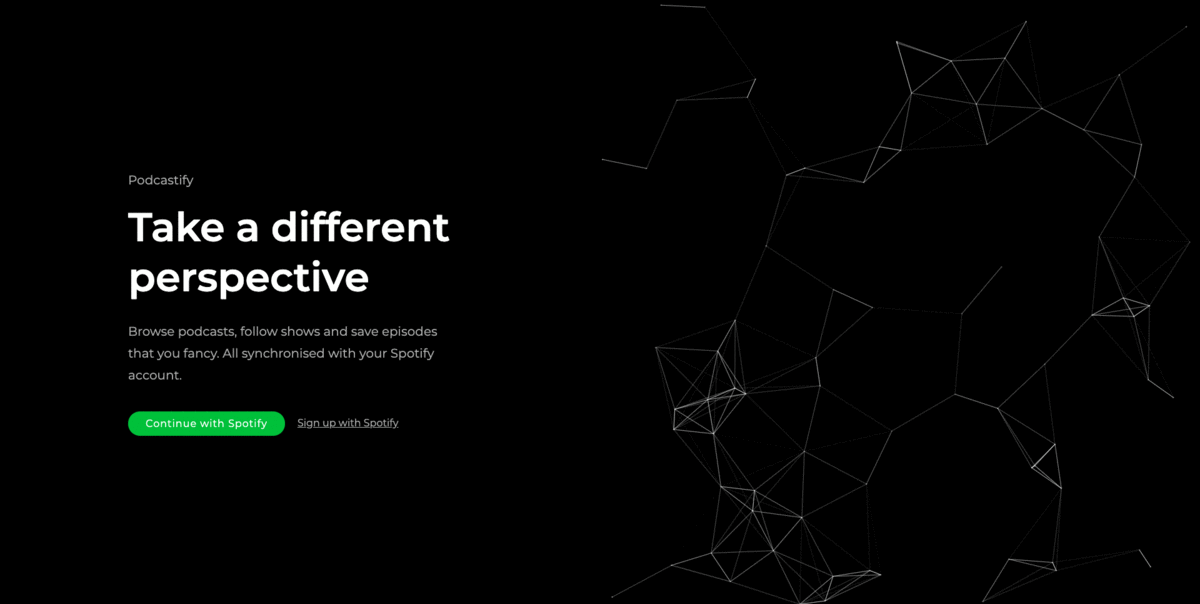 Podcastify
Take a different
perspective
Browse podcasts, follow shows and save episodes
that you fancy. All synchronised with your Spotify
account.
Continue with Spotify
Sign up with Spotify